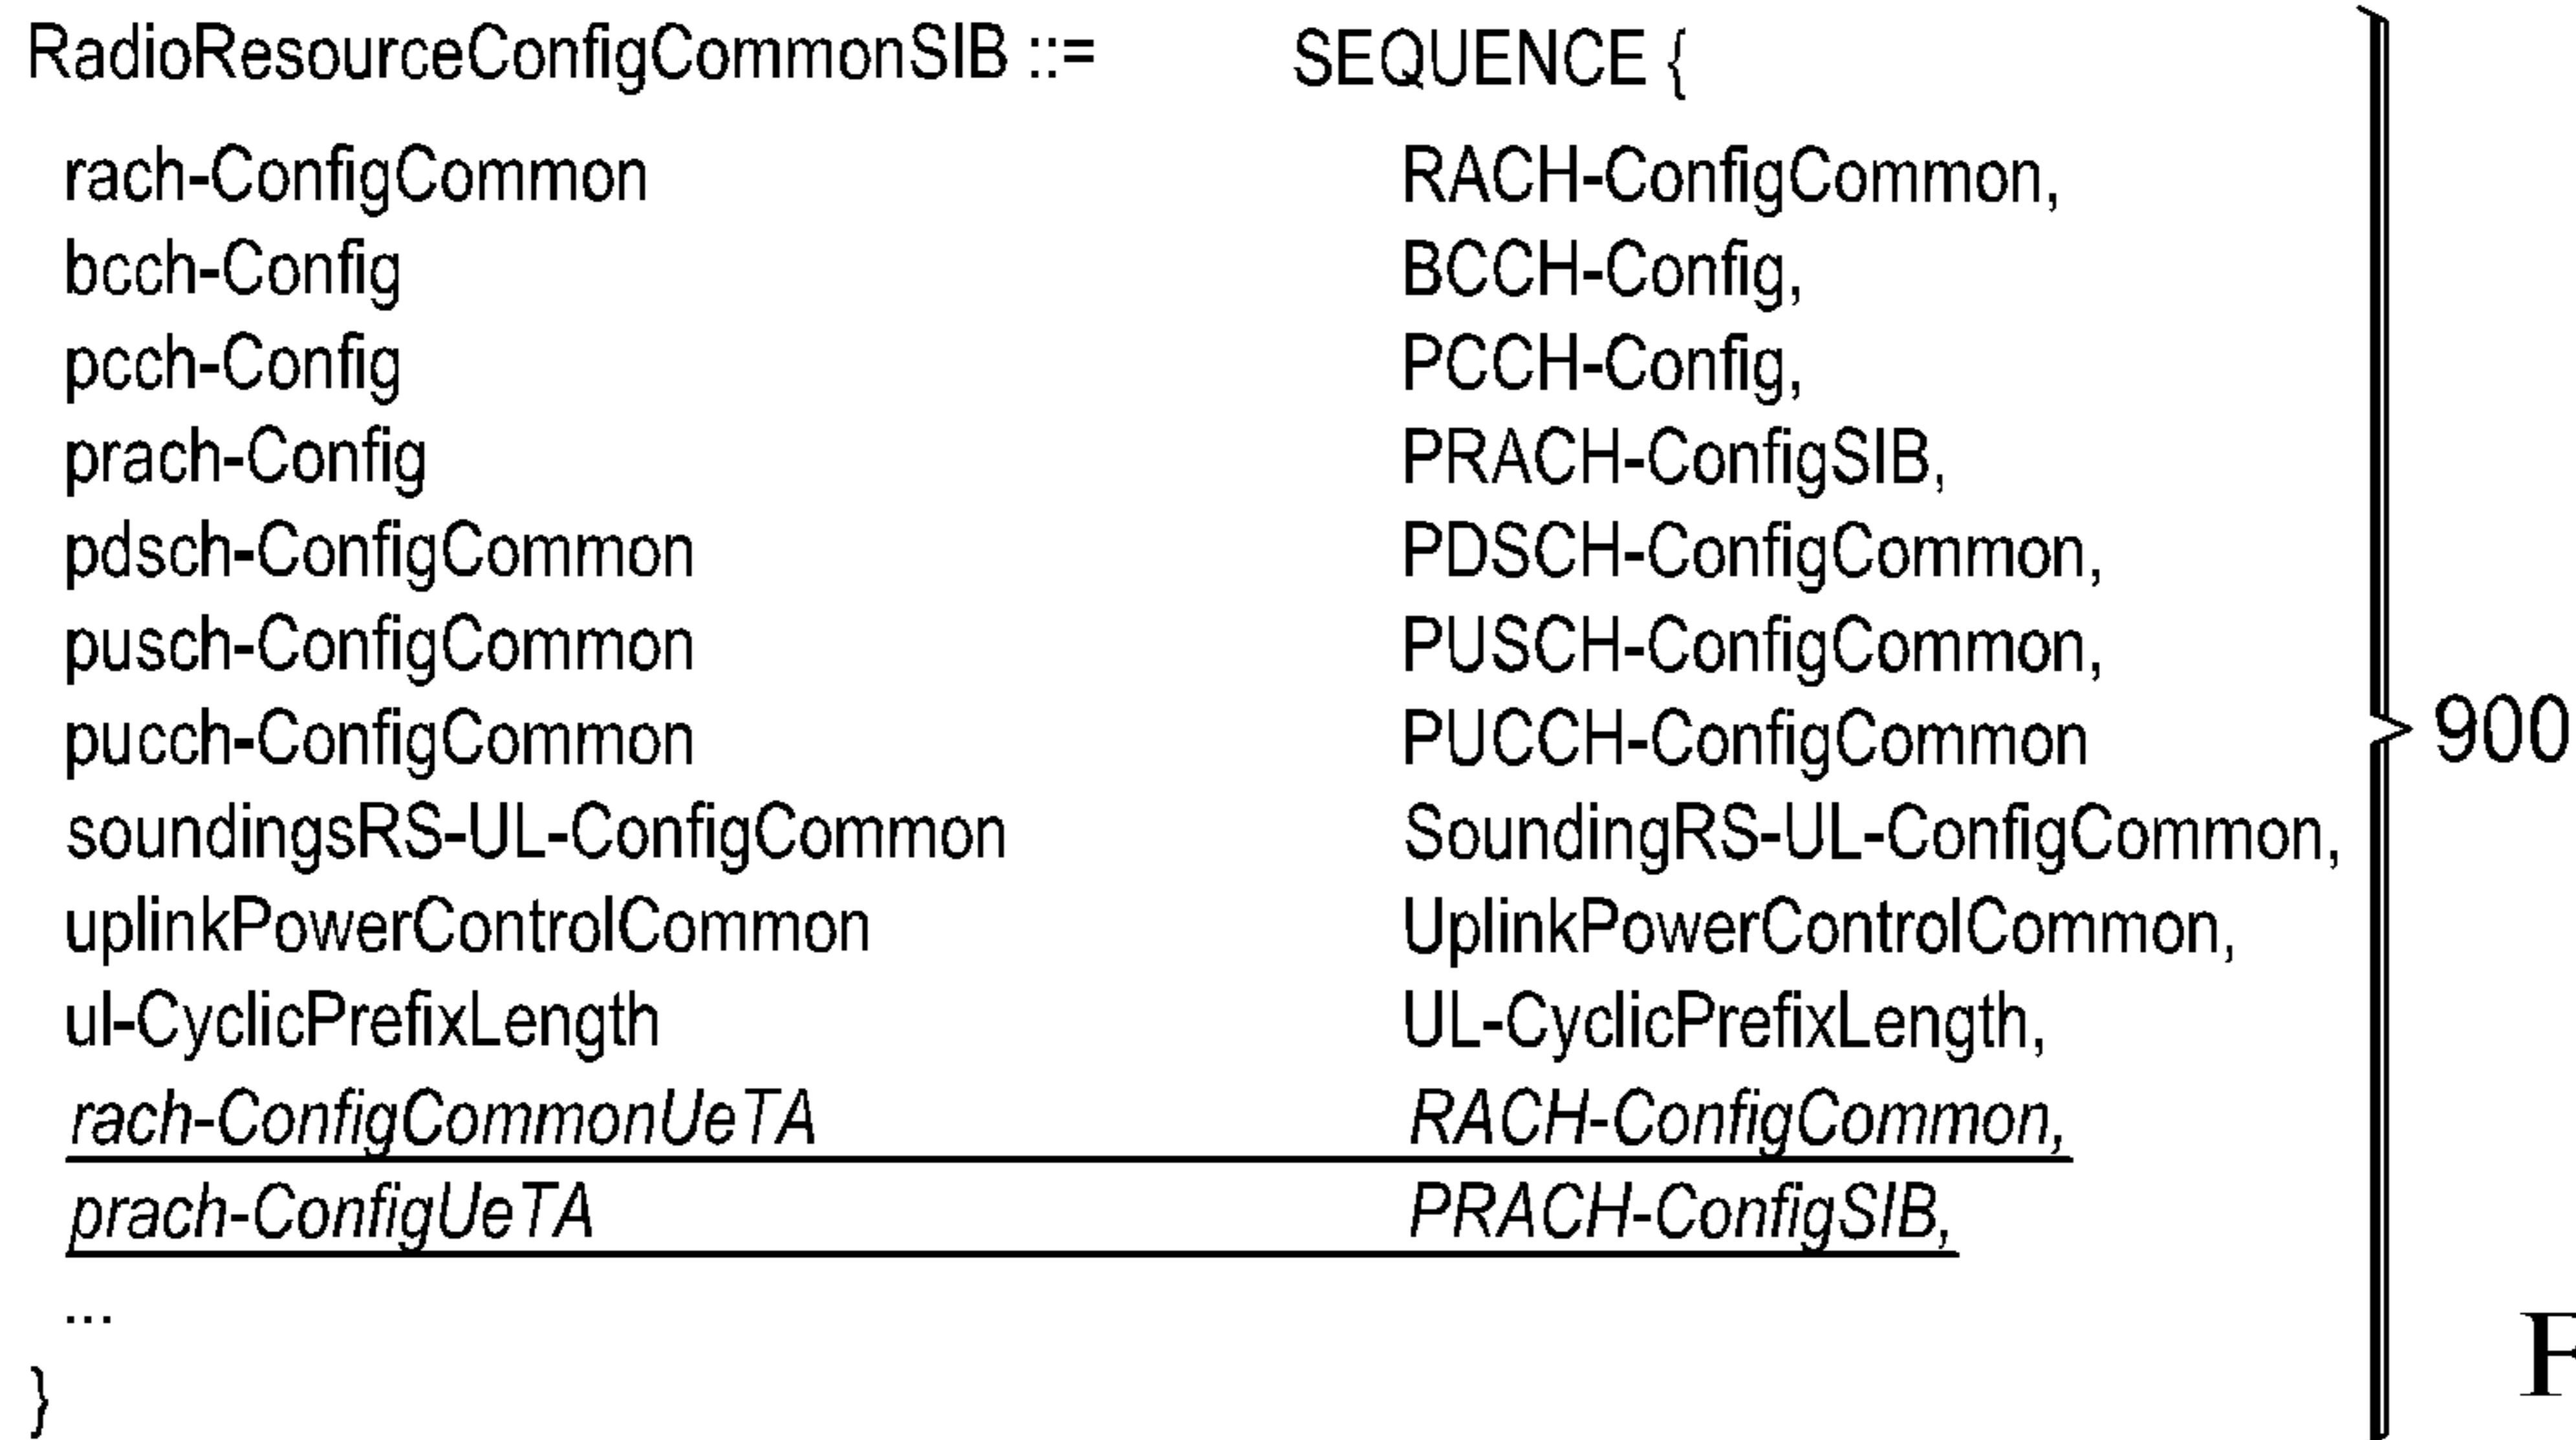 RadioResourceConfigCommonSIB ::= SEQUENCE {
rach-ConfigCommon RACH-ConfigCommon,
bcch-Config BCCH-Config,
pcch-Config PCCH-Config,
prach-Config PRACH-ConfigSIB,
pdsch-ConfigCommon PDSCH-ConfigCommon,
pusch-ConfigCommon PUSCH-ConfigCommon,
pucch-ConfigCommon PUCCH-ConfigCommon
900
soundingsRS-UL-ConfigCommon SoundingRS-UL-ConfigCommon,
uplinkPowerControlCommon UplinkPowerControlCommon,
ul-CyclicPrefixLength UL-CyclicPrefixLength,
rach-ConfigCommonUeTA RACH-ConfigCommon,
prach-ConfigUeTA PRACH-ConfigSIB,
...
}